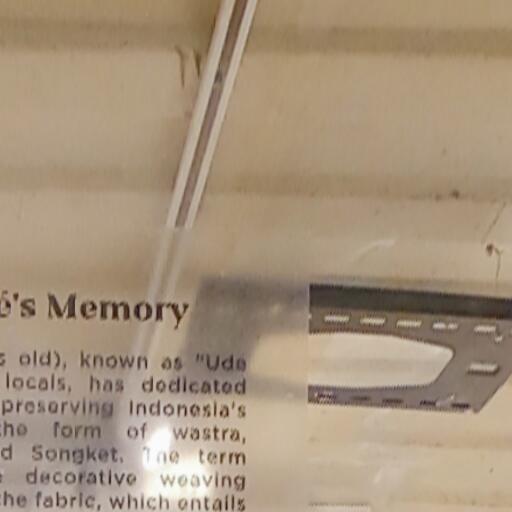 é's Memory
s old), known as "Ude
locals, has dedicated
preserving Indonesia's
the form of wastra,
d Songket. The term
e decorative weaving
the fabric, which entails